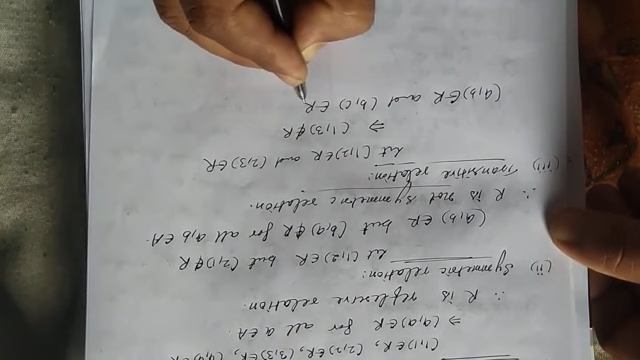 (1,1)∈R, (2,2)∈R, (3,3)∈R, (4,4)∈R
⇒ (a,a)∈R for all a∈A
∴ R is reflexive relation.
(ii) Symmetric relation:
Let (1,2)∈R but (2,1)∉R
(a,b)∈R but (b,a)∉R for all a,b∈A.
∴ R is not symmetric relation.
(iii) Transitive relation:
Let (1,2)∈R and (2,3)∈R
⇒ (1,3)∉R
(a,b)∈R and (b,c)∈R